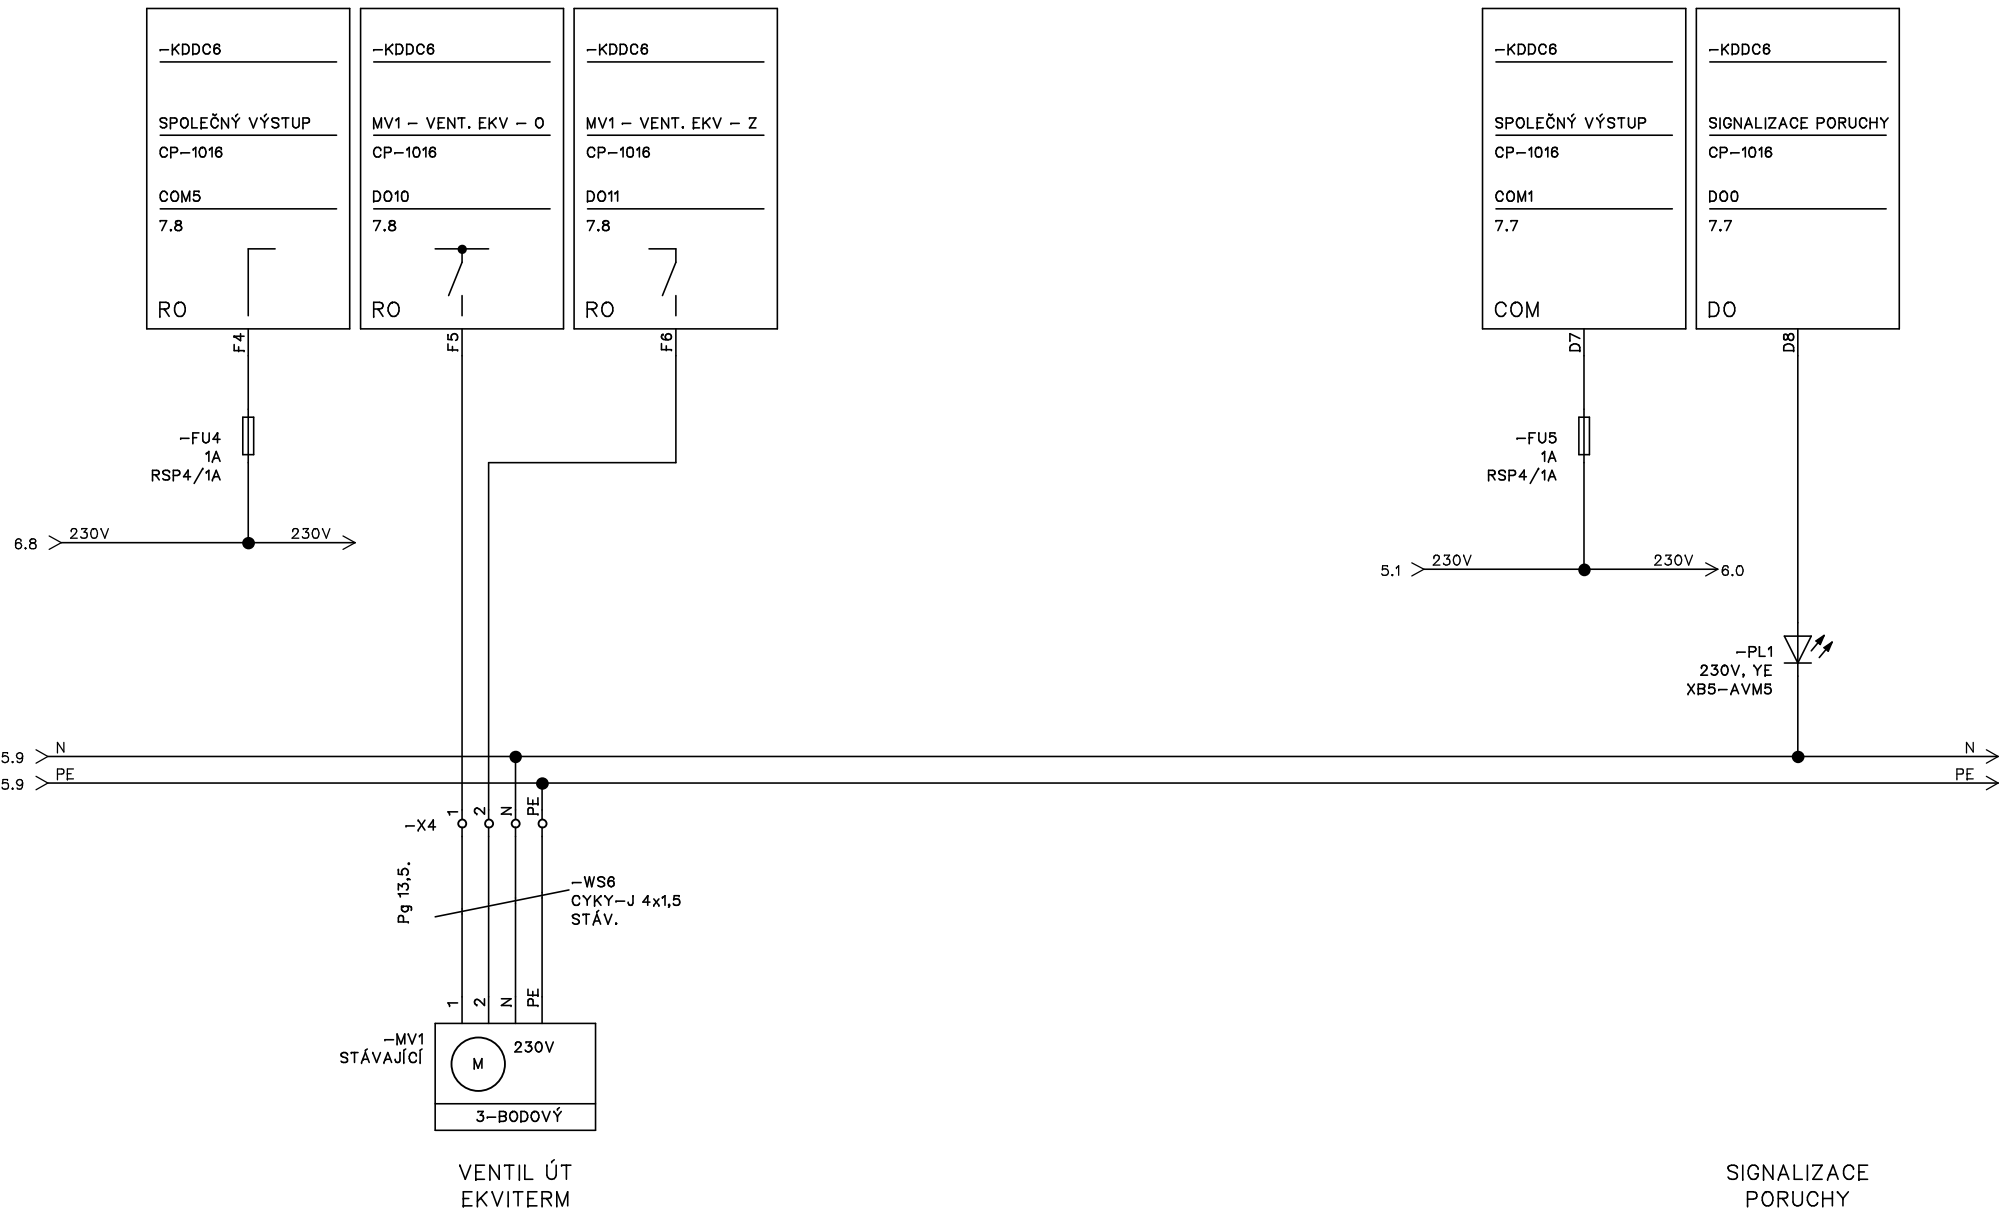 -KDDC6
SPOLEČNÝ VÝSTUP
CP-1016
COM5
7.8
RO
F4
-KDDC6
MV1 - VENT. EKV - O
CP-1016
DO10
7.8
RO
F5
-KDDC6
MV1 - VENT. EKV - Z
CP-1016
DO11
7.8
RO
F6
-KDDC6
SPOLEČNÝ VÝSTUP
CP-1016
COM1
7.7
COM
D7
-KDDC6
SIGNALIZACE PORUCHY
CP-1016
DO0
7.7
DO
D8
-FU4
1A
RSP4/1A
6.8 230V 230V
-FU5
1A
RSP4/1A
5.1 230V 230V 6.0
-PL1
230V, YE
XB5-AVM5
5.9 N N
5.9 PE PE
-X4 1 2 N PE
Pg 13,5.
-WS6
CYKY-J 4x1,5
STÁV.
1 2 N PE
-MV1
STÁVAJÍCÍ
M 230V
3-BODOVÝ
VENTIL ÚT
EKVITERM
SIGNALIZACE
PORUCHY